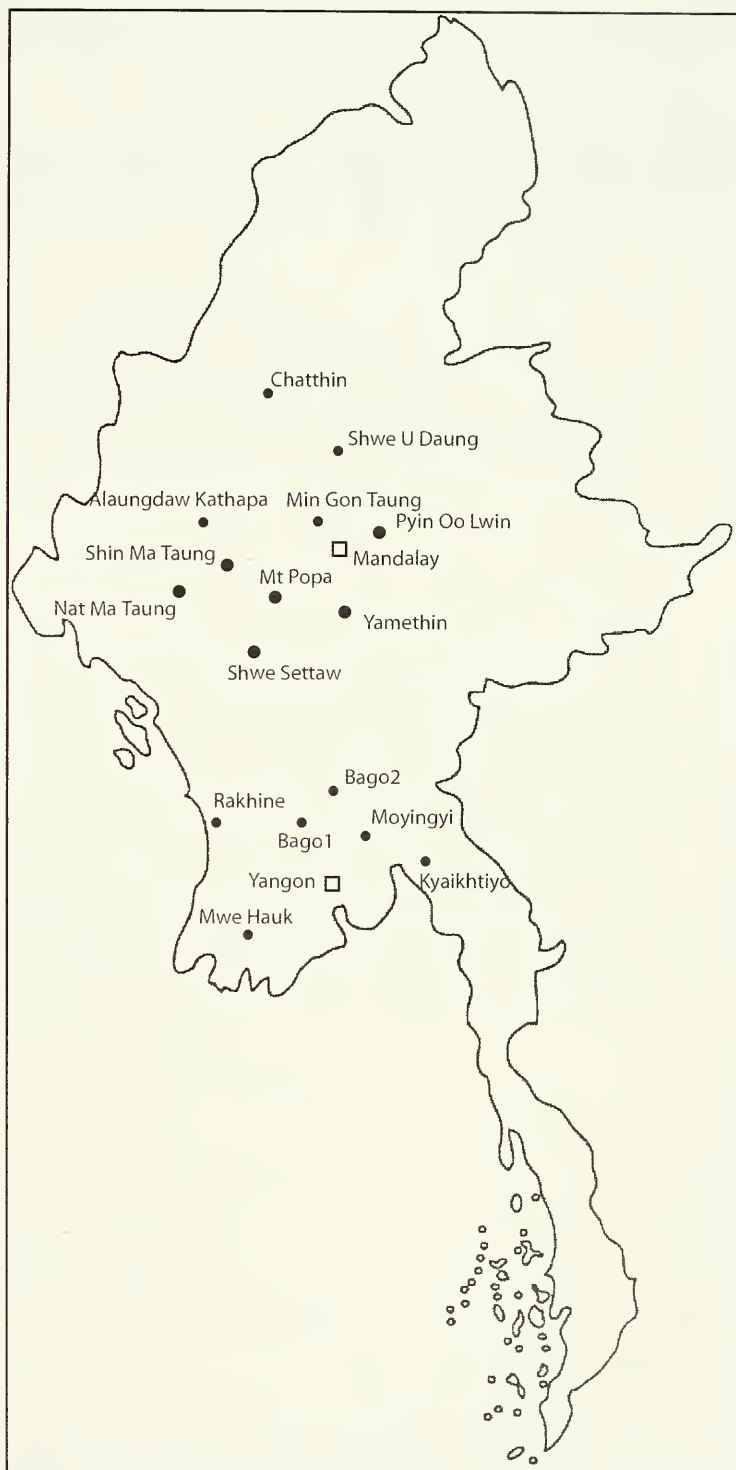 Chatthin
Shwe U Daung
Alaungdaw Kathapa
Min Gon Taung
Pyin Oo Lwin
Shin Ma Taung
Mandalay
Mt Popa
Nat Ma Taung
Yamethin
Shwe Settaw
Bago2
Rakhine
Moyingyi
Bago1
Yangon
Kyaikhtiyo
Mwe Hauk